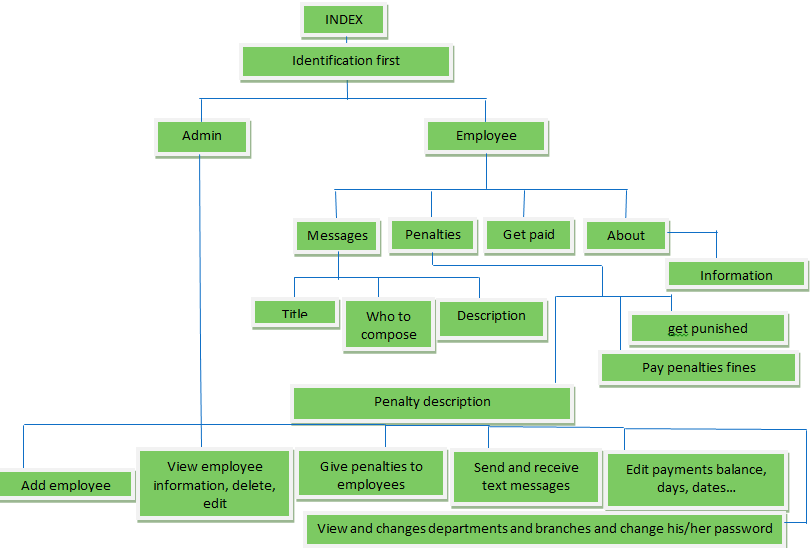 INDEX
Identification first
Admin
Employee
Messages
Penalties
Get paid
About
Information
Title
Who to
compose
Description
get punished
Pay penalties fines
Penalty description
Add employee
View employee
information, delete,
edit
Give penalties to
employees
Send and receive
text messages
Edit payments balance,
days, dates...
View and changes departments and branches and change his/her password